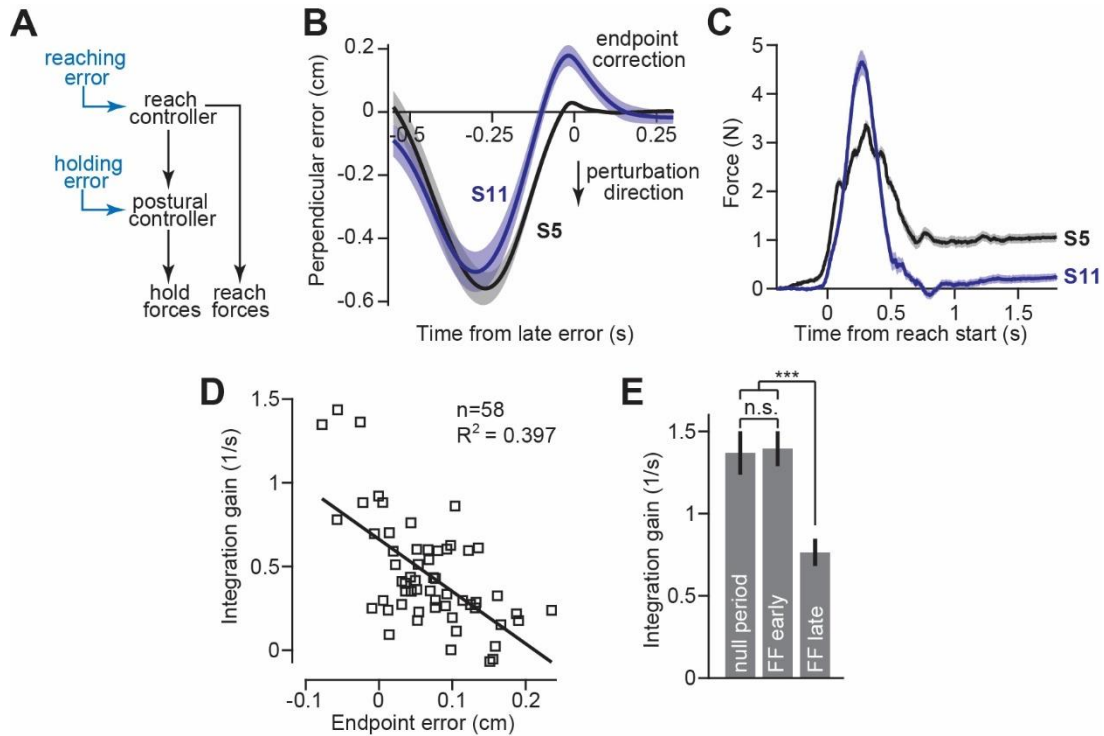 A
reaching
error
reach
controller
holding
error
postural
controller
hold
forces
reach
forces
B
Perpendicular error (cm)
0.2
0
-0.2
-0.4
-0.6
-0.5
-0.25
0
0.25
endpoint
correction
perturbation
direction
S11
S5
Time from late error (s)
C
Force (N)
5
4
3
2
1
0
0
0.5
1
1.5
S5
S11
Time from reach start (s)
D
Integration gain (1/s)
1.5
1
0.5
0
n=58
R² = 0.397
-0.1
0
0.1
0.2
Endpoint error (cm)
E
Integration gain (1/s)
1.5
1
0.5
0
***
n.s.
null period
FF early
FF late